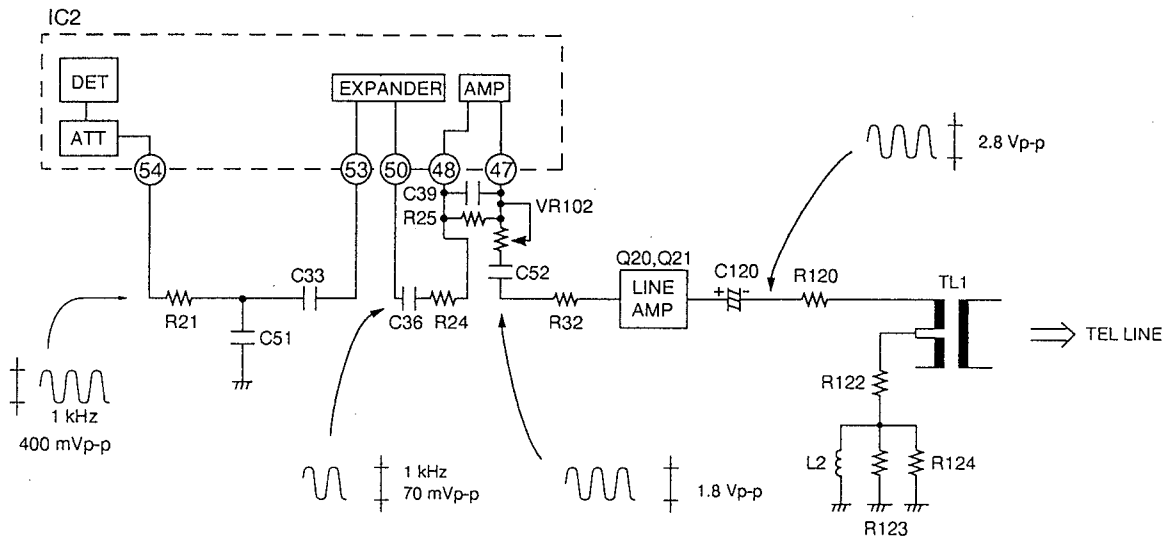 IC2
DET
ATT
EXPANDER
AMP
54
53
50
48
47
C39
R25
VR102
2.8 Vp-p
C33
C52
Q20,Q21
LINE
AMP
C120
+
-
R120
TL1
R21
C51
C36
R24
R32
TEL LINE
R122
1 kHz
400 mVp-p
1 kHz
70 mVp-p
1.8 Vp-p
L2
R124
R123